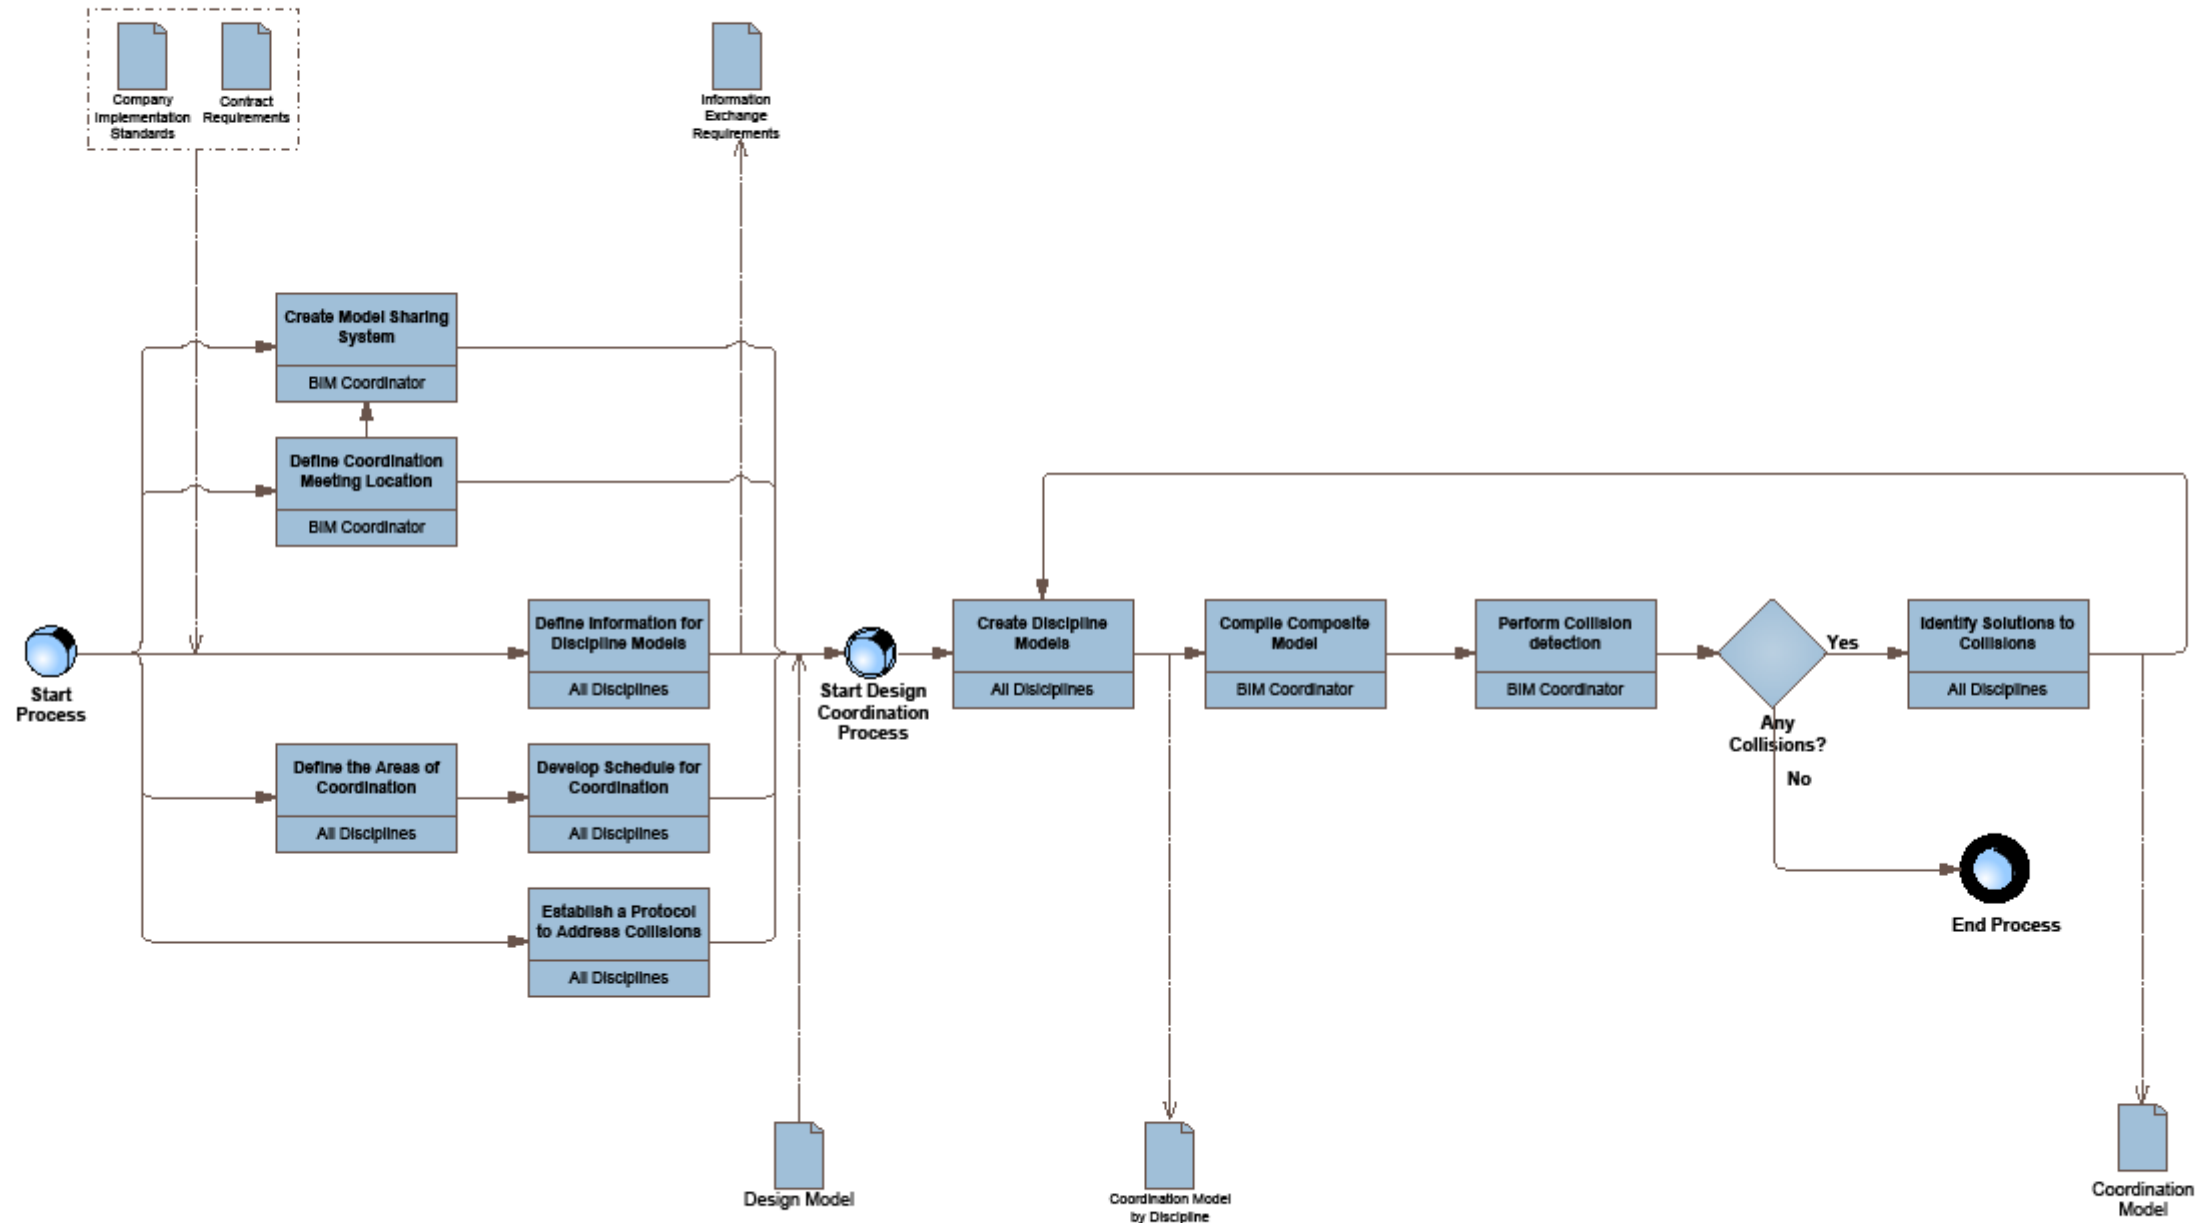 Company
Implementation
Standards
Contract
Requirements
Information
Exchange
Requirements
Create Model Sharing
System
BIM Coordinator
Define Coordination
Meeting Location
BIM Coordinator
Start
Process
Define Information for
Discipline Models
All Disciplines
Define the Areas of
Coordination
All Disciplines
Develop Schedule for
Coordination
All Disciplines
Establish a Protocol
to Address Collisions
All Disciplines
Start Design
Coordination
Process
Create Discipline
Models
All Disiciplines
Compile Composite
Model
BIM Coordinator
Perform Collision
detection
BIM Coordinator
Any
Collisions?
Yes
No
Identify Solutions to
Collisions
All Disciplines
End Process
Design Model
Coordination Model
by Discipline
Coordination
Model